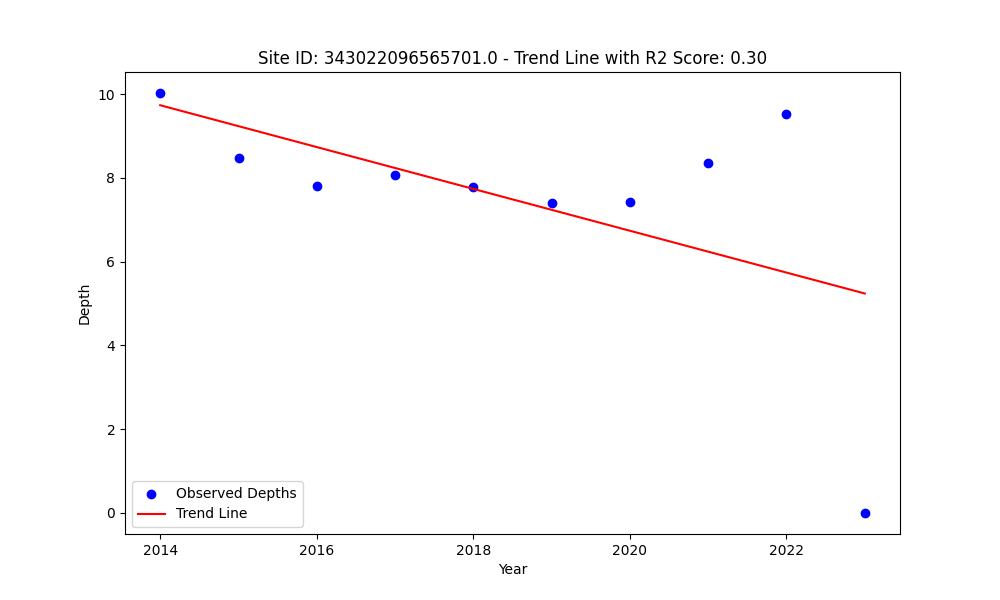 Site ID: 343022096565701.0 - Trend Line with R2 Score: 0.30
10
8
6
4
2
0
Depth
Observed Depths
Trend Line
2014
2016
2018
2020
2022
Year